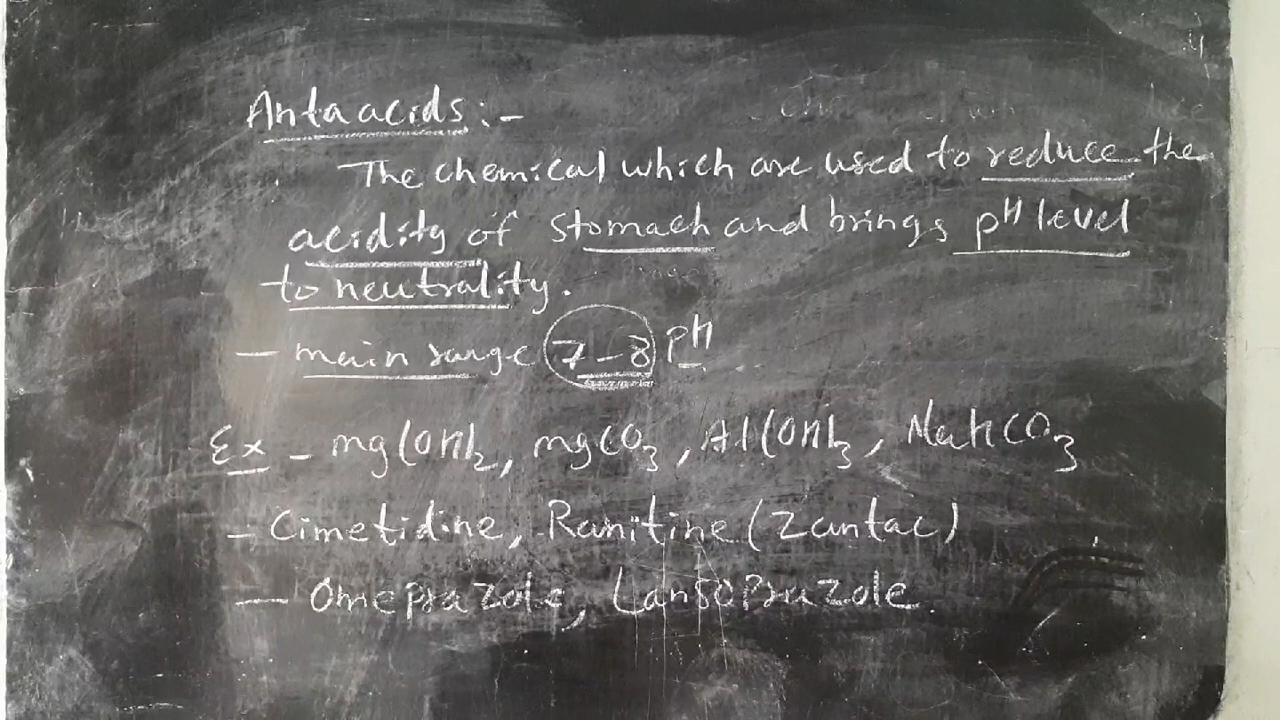 Antaacids:-
The chemical which are used to reduce the
acidity of stomach and brings pH level
to neutrality.
- main range 7-8 pH
Ex - mg(OH)2, mgCO3, Al(OH)3, NaHCO3
- Cimetidine, Ranitine (Zantac)
- Omeprazole, Lansoprazole.